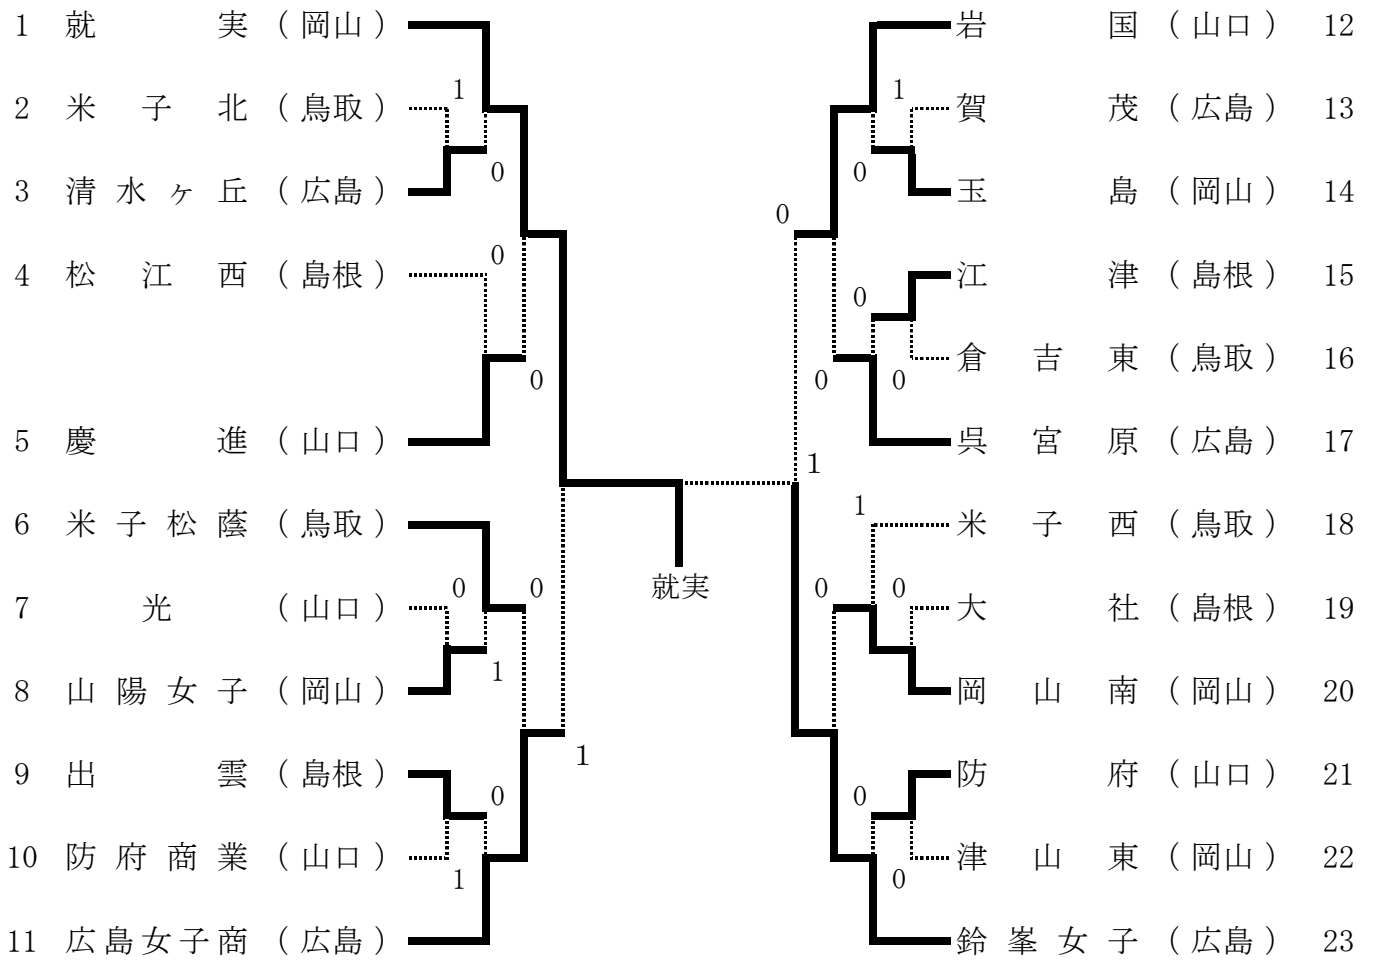 1 就実 (岡山) 岩国 (山口) 12
1 1
2 米子北 (鳥取) 賀茂 (広島) 13
0 0
3 清水ヶ丘 (広島) 玉島 (岡山) 14
0
0
4 松江西 (島根) 江津 (島根) 15
0
倉吉東 (鳥取) 16
0 0 0
5 慶進 (山口) 呉宮原 (広島) 17
1
6 米子松蔭 (鳥取) 1 米子西 (鳥取) 18
0 0 就実 0 0
7 光 (山口) 大社 (島根) 19
1
8 山陽女子 (岡山) 岡山南 (岡山) 20
1
9 出雲 (島根) 防府 (山口) 21
0 0
10 防府商業 (山口) 津山東 (岡山) 22
1 0
11 広島女子商 (広島) 鈴峯女子 (広島) 23